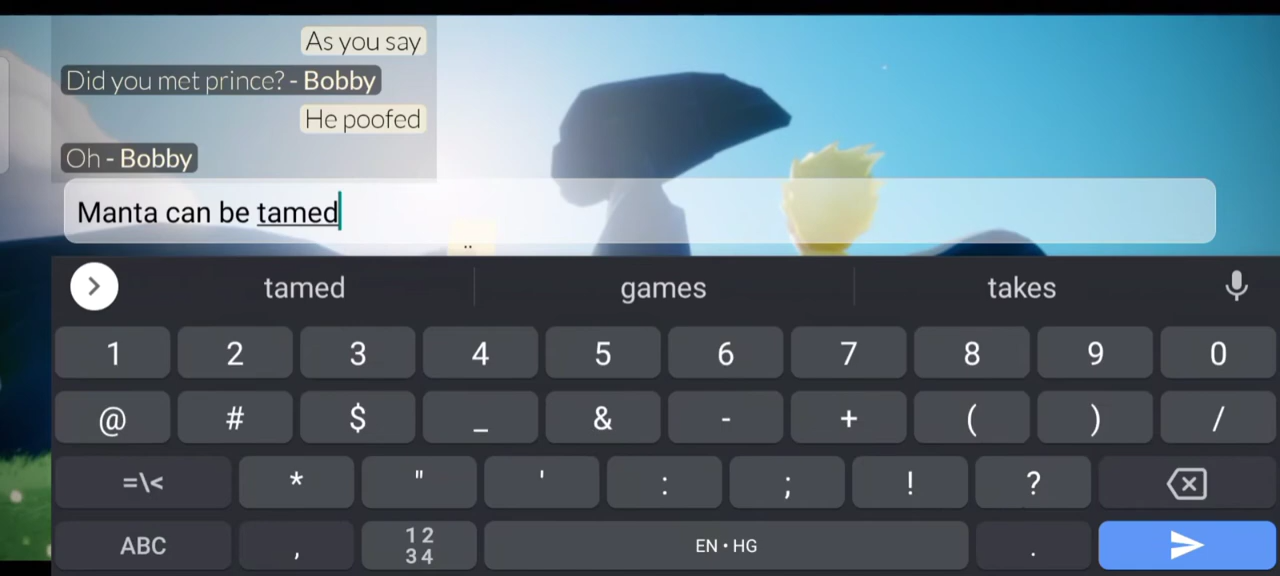 As you say
Did you met prince? - Bobby
He poofed
Oh - Bobby
Manta can be tamed
..
tamed games takes
1 2 3 4 5 6 7 8 9 0
@ # $ _ & - + ( ) /
=\< * " ' : ; ! ?
ABC , 1 2 3 4 EN • HG .